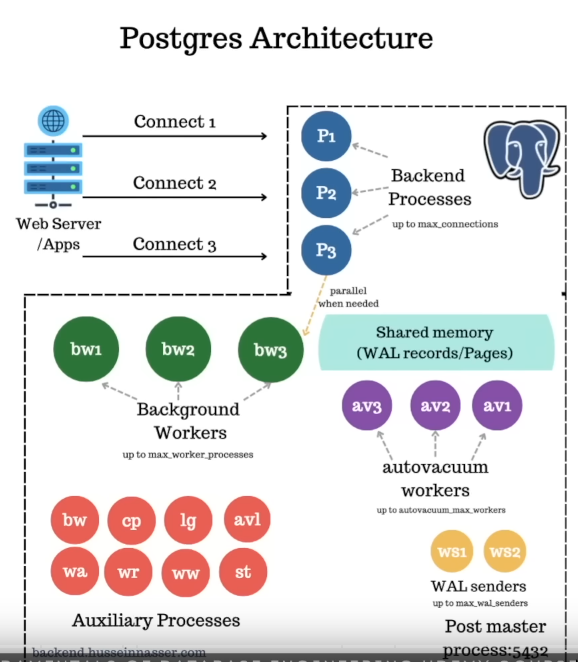 Postgres Architecture
Connect 1
Connect 2
Connect 3
Web Server
/Apps
P1
P2
P3
Backend
Processes
up to max_connections
parallel
when needed
bw1
bw2
bw3
Shared memory
(WAL records/Pages)
Background
Workers
up to max_worker_processes
av3
av2
av1
autovacuum
workers
up to autovacuum_max_workers
bw
cp
lg
avl
wa
wr
ww
st
Auxiliary Processes
ws1
ws2
WAL senders
up to max_wal_senders
Post master
process:5432
backend.husseinnasser.com